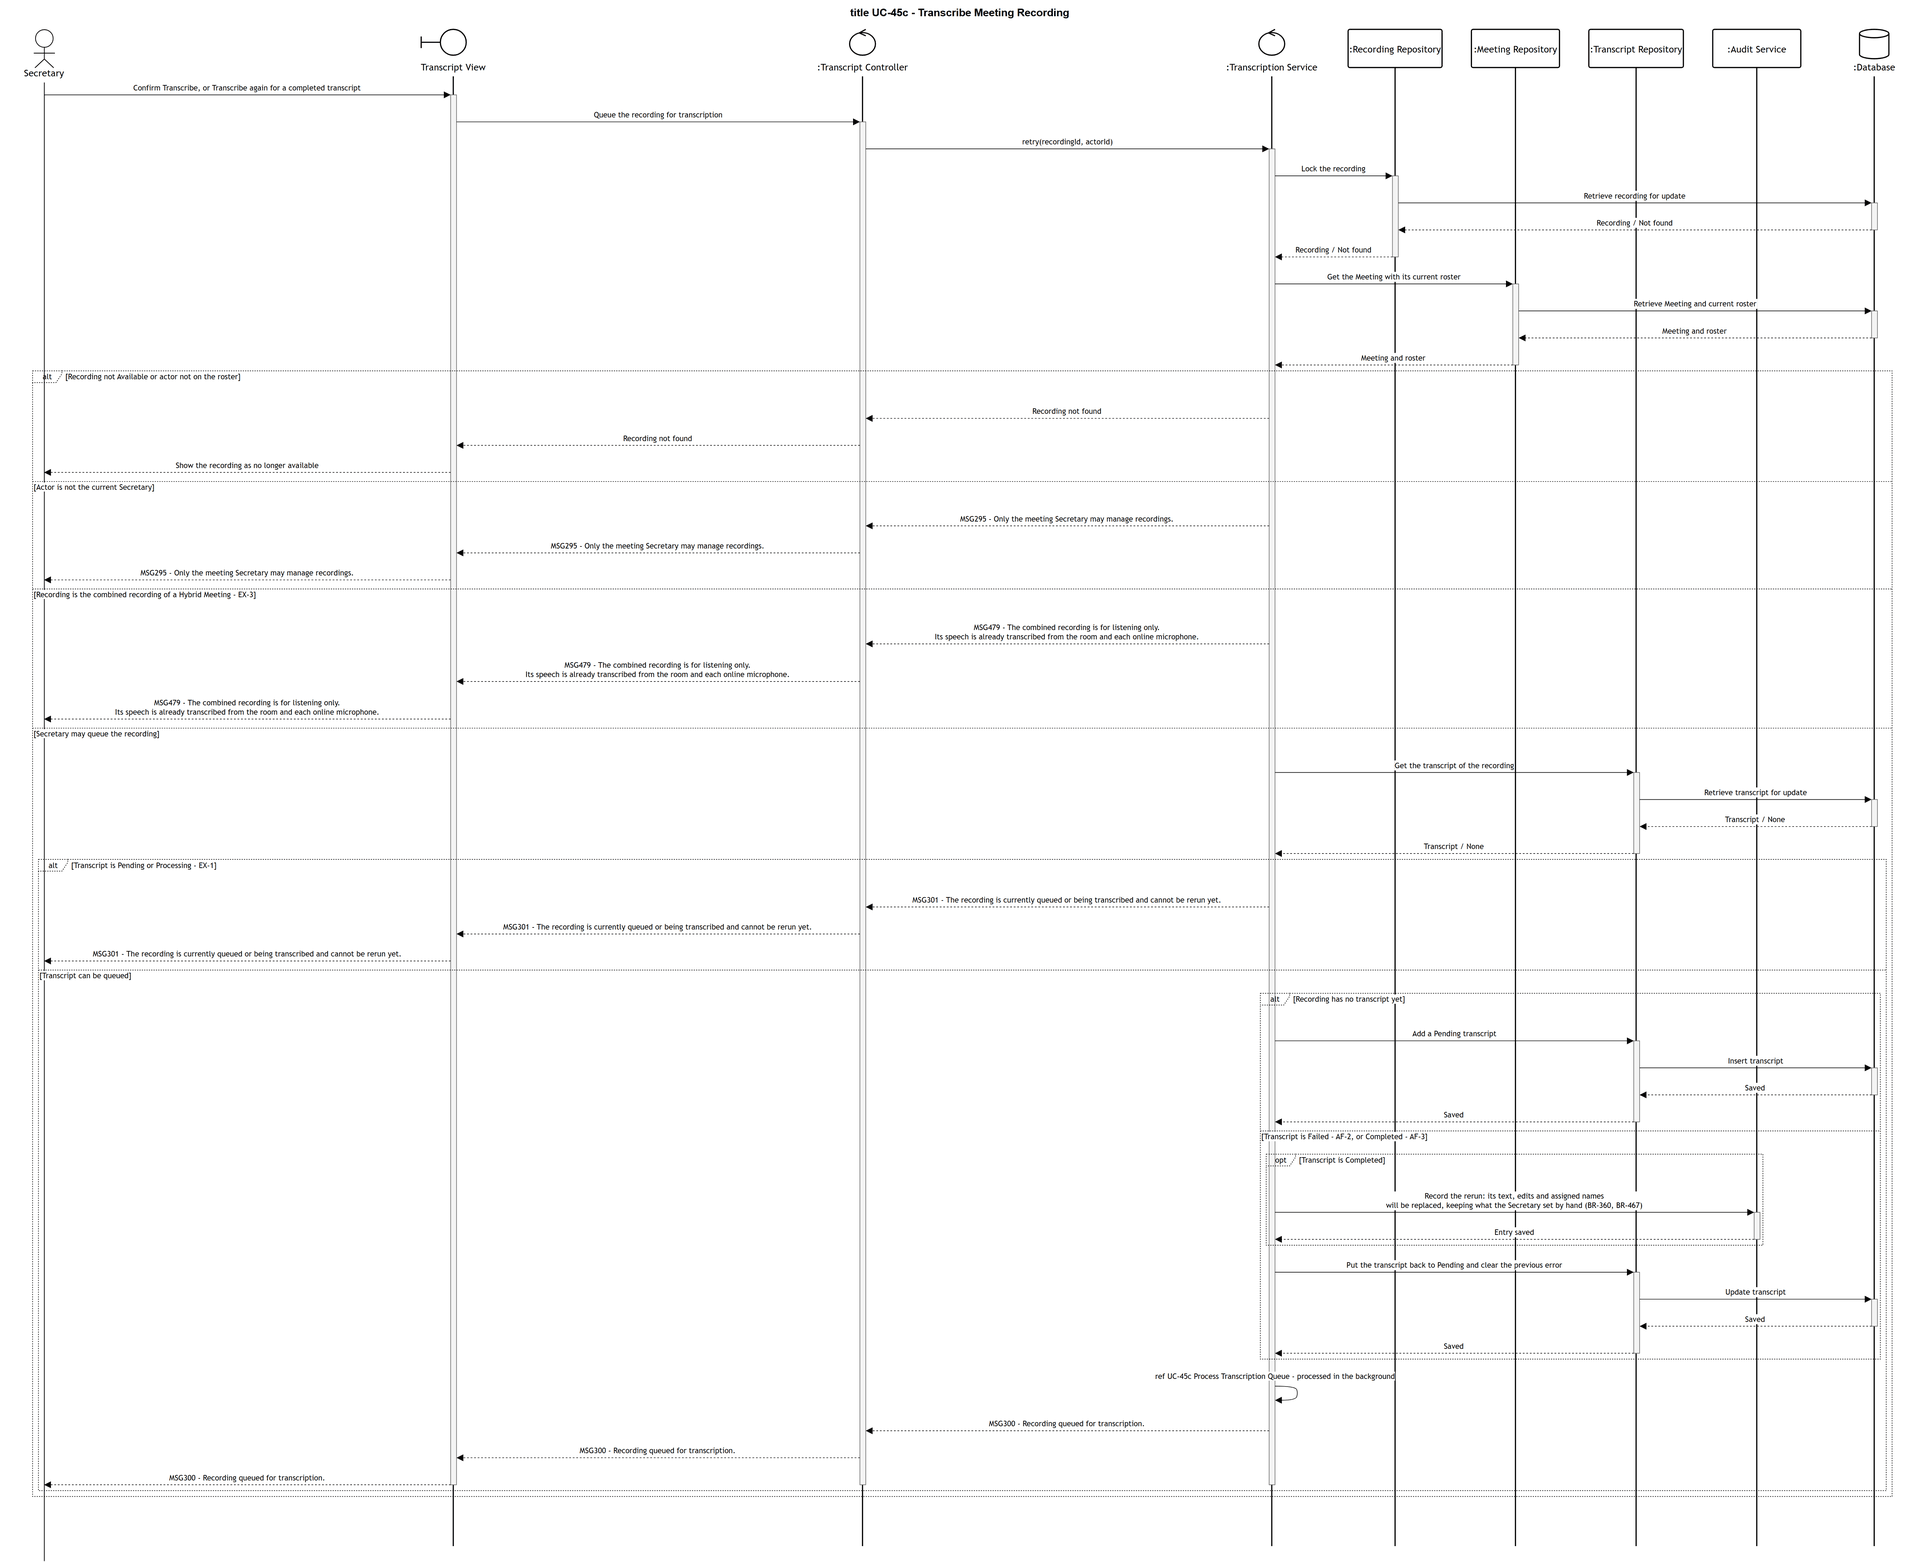 title UC-45c - Transcribe Meeting Recording
Secretary
Transcript View
:Transcript Controller
:Transcription Service
:Recording Repository
:Meeting Repository
:Transcript Repository
:Audit Service
:Database
Confirm Transcribe, or Transcribe again for a completed transcript
Queue the recording for transcription
retry(recordingId, actorId)
Lock the recording
Retrieve recording for update
Recording / Not found
Recording / Not found
Get the Meeting with its current roster
Retrieve Meeting and current roster
Meeting and roster
Meeting and roster
alt [Recording not Available or actor not on the roster]
Recording not found
Recording not found
Show the recording as no longer available
[Actor is not the current Secretary]
MSG295 - Only the meeting Secretary may manage recordings.
MSG295 - Only the meeting Secretary may manage recordings.
MSG295 - Only the meeting Secretary may manage recordings.
[Recording is the combined recording of a Hybrid Meeting - EX-3]
MSG479 - The combined recording is for listening only.
Its speech is already transcribed from the room and each online microphone.
MSG479 - The combined recording is for listening only.
Its speech is already transcribed from the room and each online microphone.
MSG479 - The combined recording is for listening only.
Its speech is already transcribed from the room and each online microphone.
[Secretary may queue the recording]
Get the transcript of the recording
Retrieve transcript for update
Transcript / None
Transcript / None
alt [Transcript is Pending or Processing - EX-1]
MSG301 - The recording is currently queued or being transcribed and cannot be rerun yet.
MSG301 - The recording is currently queued or being transcribed and cannot be rerun yet.
MSG301 - The recording is currently queued or being transcribed and cannot be rerun yet.
[Transcript can be queued]
alt [Recording has no transcript yet]
Add a Pending transcript
Insert transcript
Saved
Saved
[Transcript is Failed - AF-2, or Completed - AF-3]
opt [Transcript is Completed]
Record the rerun: its text, edits and assigned names
will be replaced, keeping what the Secretary set by hand (BR-360, BR-467)
Entry saved
Put the transcript back to Pending and clear the previous error
Update transcript
Saved
Saved
ref UC-45c Process Transcription Queue - processed in the background
MSG300 - Recording queued for transcription.
MSG300 - Recording queued for transcription.
MSG300 - Recording queued for transcription.